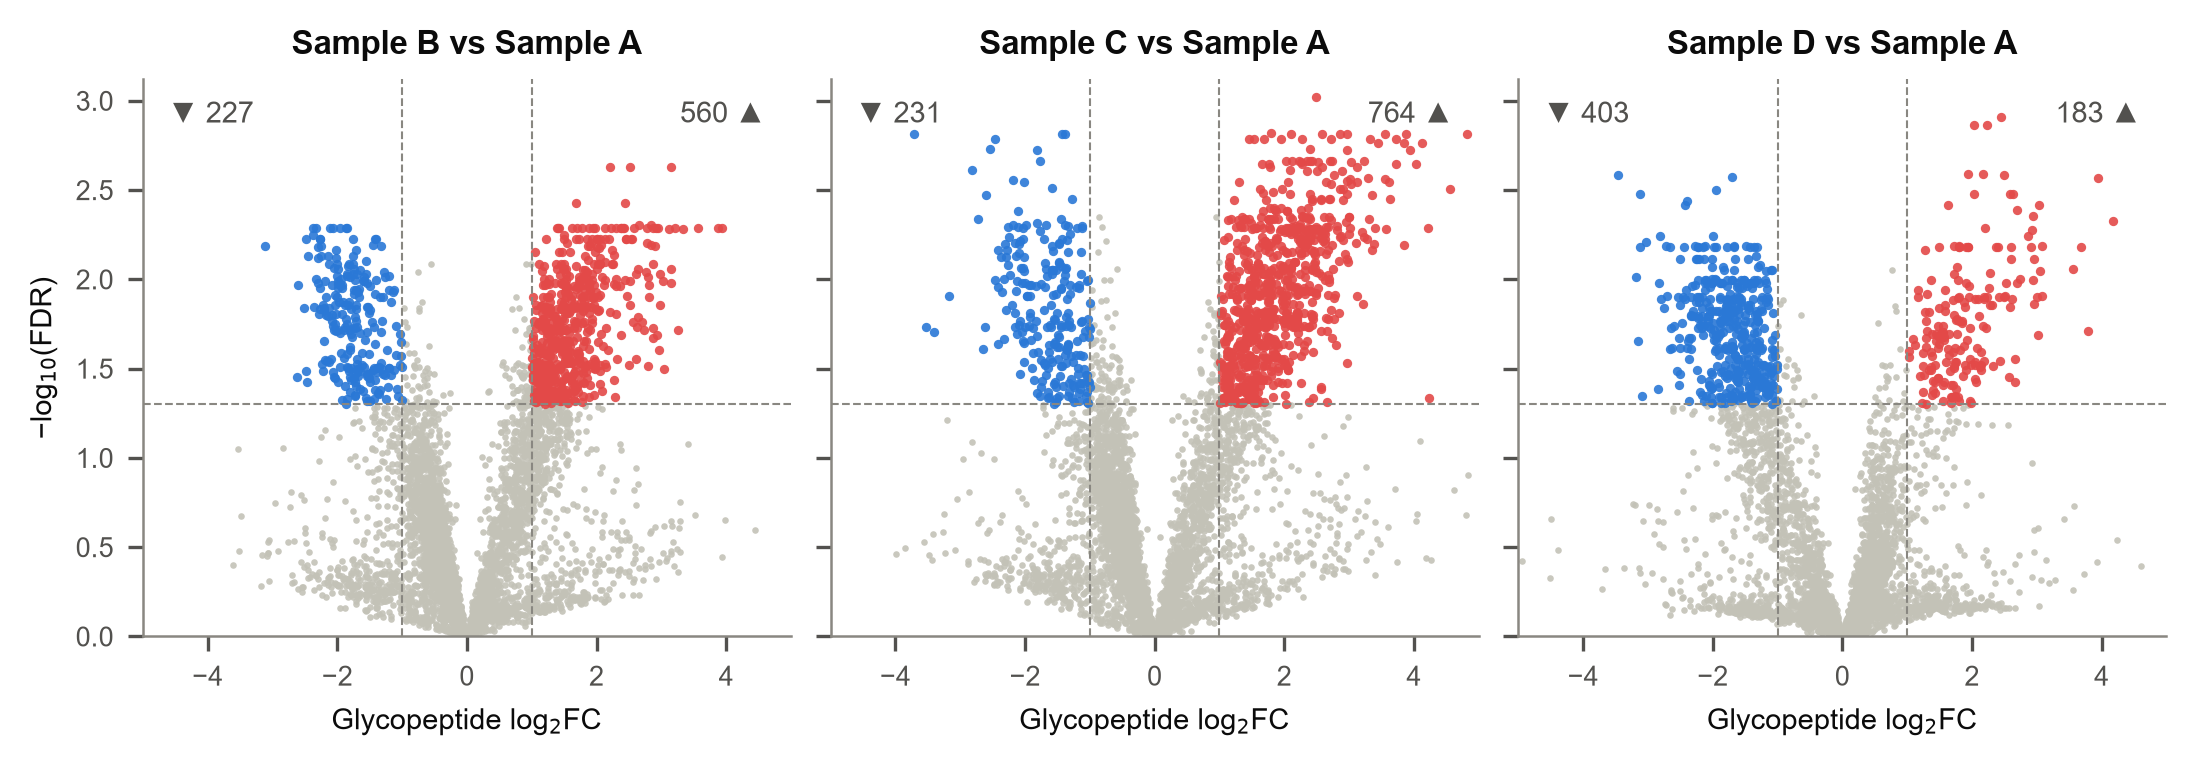 Sample B vs Sample A
Sample C vs Sample A
Sample D vs Sample A
▼ 227
560 ▲
▼ 231
764 ▲
▼ 403
183 ▲
3.0
2.5
2.0
1.5
1.0
0.5
0.0
−log₁₀(FDR)
−4 −2 0 2 4
−4 −2 0 2 4
−4 −2 0 2 4
Glycopeptide log₂FC
Glycopeptide log₂FC
Glycopeptide log₂FC